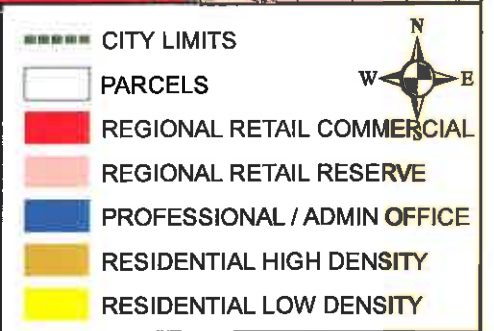 N
CITY LIMITS
W E
PARCELS
S
REGIONAL RETAIL COMMERCIAL
REGIONAL RETAIL RESERVE
PROFESSIONAL / ADMIN OFFICE
RESIDENTIAL HIGH DENSITY
RESIDENTIAL LOW DENSITY